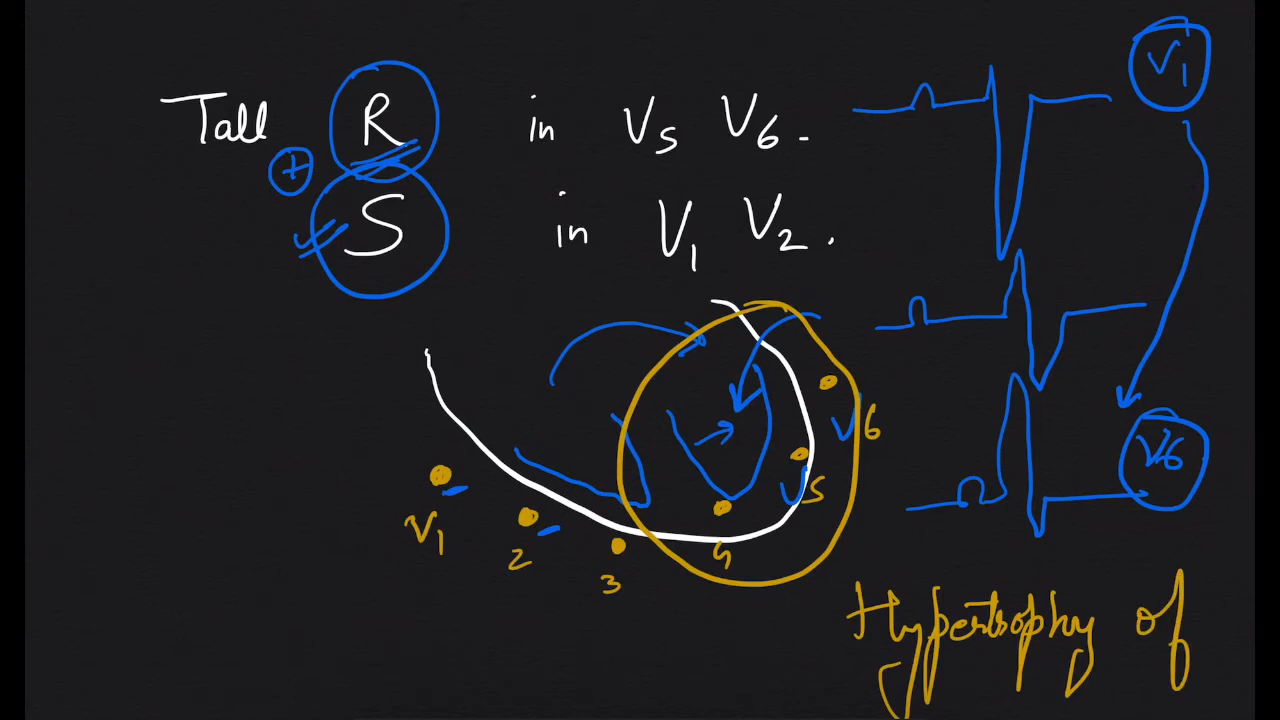 Tall R in V5 V6.
+
S in V1 V2.
V1
V6
V1
2
3
4
V5
V6
Hypertrophy of